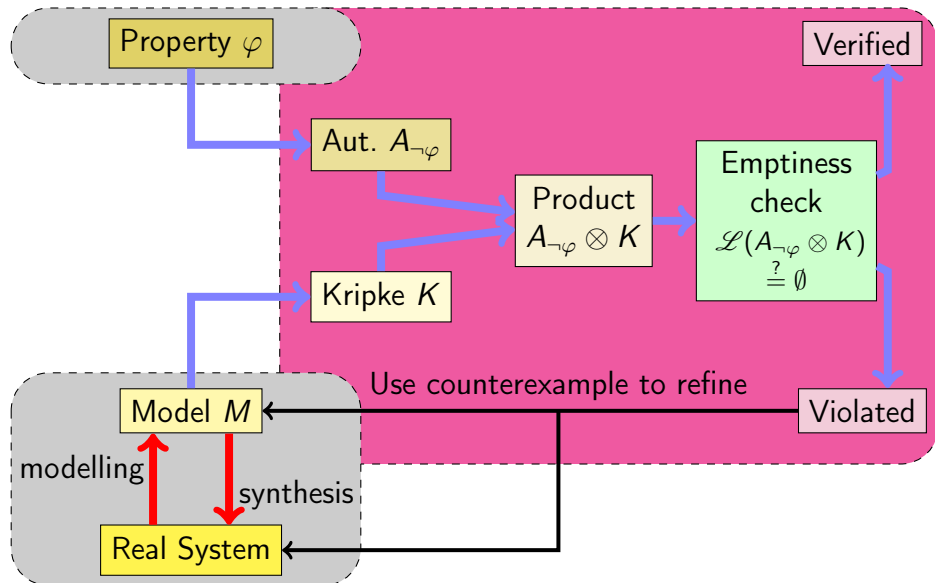 Property φ
Verified
Aut. A¬φ
Emptiness
check
ℒ(A¬φ ⊗ K)
?
= ∅
Product
A¬φ ⊗ K
Kripke K
Use counterexample to refine
Model M
Violated
modelling
synthesis
Real System